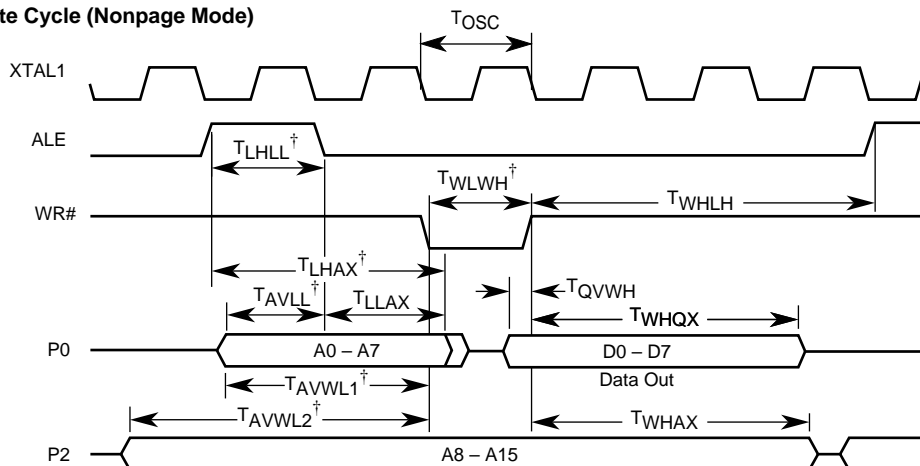 te Cycle (Nonpage Mode)
TOSC
XTAL1
ALE
TLHLL†
TWLWH†
TWHLH
WR#
TLHAX†
TQVWH
TAVLL†
TLLAX
TWHQX
P0
A0 – A7
D0 – D7
Data Out
TAVWL1†
TAVWL2†
TWHAX
P2
A8 – A15